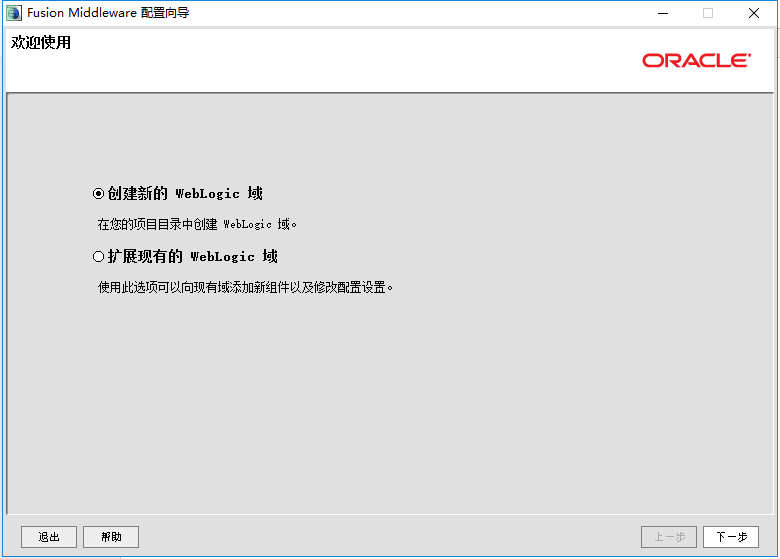 Fusion Middleware 配置向导
欢迎使用
ORACLE
创建新的 WebLogic 域
在您的项目目录中创建 WebLogic 域。
扩展现有的 WebLogic 域
使用此选项可以向现有域添加新组件以及修改配置设置。
退出 帮助 上一步 下一步